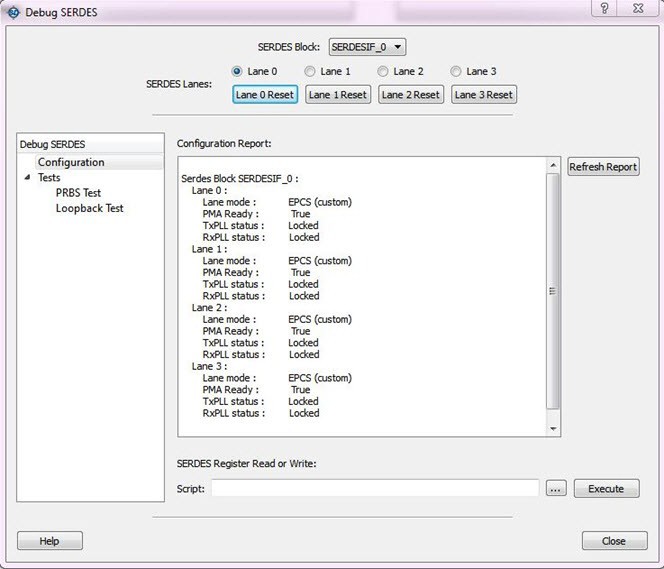 Debug SERDES
SERDES Block: SERDESIF_0
SERDES Lanes:
Lane 0 Lane 1 Lane 2 Lane 3
Lane 0 Reset Lane 1 Reset Lane 2 Reset Lane 3 Reset
Debug SERDES
Configuration
Tests
PRBS Test
Loopback Test
Configuration Report:
Refresh Report
Serdes Block SERDESIF_0 :
Lane 0 :
Lane mode : EPCS (custom)
PMA Ready : True
TxPLL status : Locked
RxPLL status : Locked
Lane 1 :
Lane mode : EPCS (custom)
PMA Ready : True
TxPLL status : Locked
RxPLL status : Locked
Lane 2 :
Lane mode : EPCS (custom)
PMA Ready : True
TxPLL status : Locked
RxPLL status : Locked
Lane 3 :
Lane mode : EPCS (custom)
PMA Ready : True
TxPLL status : Locked
RxPLL status : Locked
SERDES Register Read or Write:
Script: ... Execute
Help Close